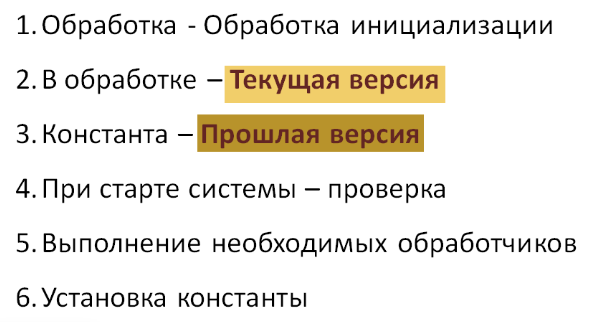 1. Обработка - Обработка инициализации
2. В обработке – Текущая версия
3. Константа – Прошлая версия
4. При старте системы – проверка
5. Выполнение необходимых обработчиков
6. Установка константы